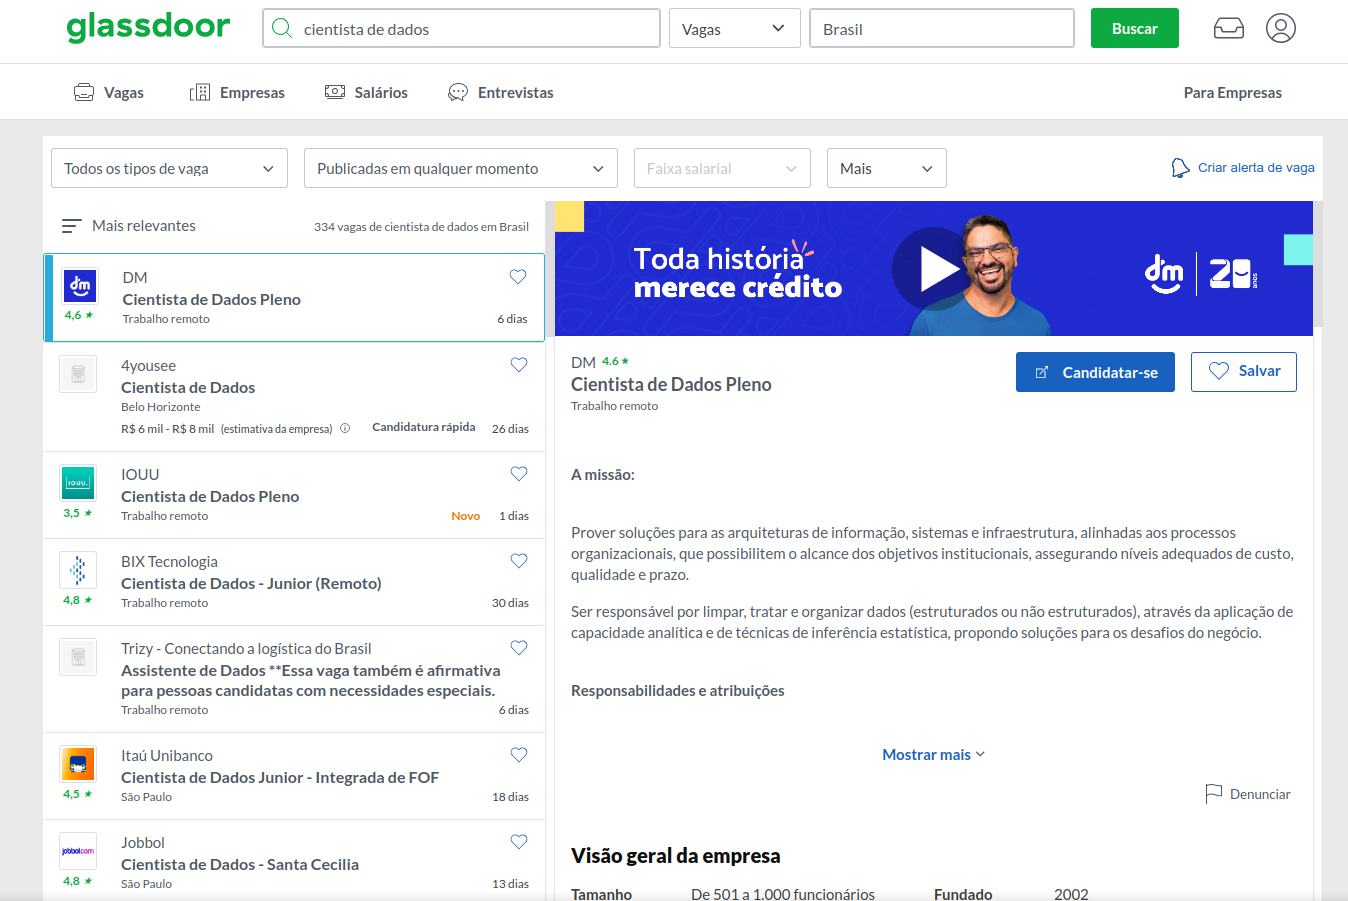 glassdoor
cientista de dados
Vagas
Brasil
Buscar
Vagas
Empresas
Salários
Entrevistas
Para Empresas
Todos os tipos de vaga
Publicadas em qualquer momento
Faixa salarial
Mais
Criar alerta de vaga
Mais relevantes
334 vagas de cientista de dados em Brasil
dm
4,6 ★
DM
Cientista de Dados Pleno
Trabalho remoto
6 dias
4yousee
Cientista de Dados
Belo Horizonte
R$ 6 mil - R$ 8 mil (estimativa da empresa)
Candidatura rápida
26 dias
IOUU.
3,5 ★
IOUU
Cientista de Dados Pleno
Trabalho remoto
Novo
1 dias
4,8 ★
BIX Tecnologia
Cientista de Dados - Junior (Remoto)
Trabalho remoto
30 dias
Trizy - Conectando a logística do Brasil
Assistente de Dados **Essa vaga também é afirmativa
para pessoas candidatas com necessidades especiais.
Trabalho remoto
6 dias
4,5 ★
Itaú Unibanco
Cientista de Dados Junior - Integrada de FOF
São Paulo
18 dias
jobbol.com
4,8 ★
Jobbol
Cientista de Dados - Santa Cecilia
São Paulo
13 dias
Toda história
merece crédito
dm
20 anos
DM 4.6 ★
Cientista de Dados Pleno
Trabalho remoto
Candidatar-se
Salvar
A missão:
Prover soluções para as arquiteturas de informação, sistemas e infraestrutura, alinhadas aos processos
organizacionais, que possibilitem o alcance dos objetivos institucionais, assegurando níveis adequados de custo,
qualidade e prazo.
Ser responsável por limpar, tratar e organizar dados (estruturados ou não estruturados), através da aplicação de
capacidade analítica e de técnicas de inferência estatística, propondo soluções para os desafios do negócio.
Responsabilidades e atribuições
Mostrar mais
Denunciar
Visão geral da empresa
Tamanho
De 501 a 1.000 funcionários
Fundado
2002